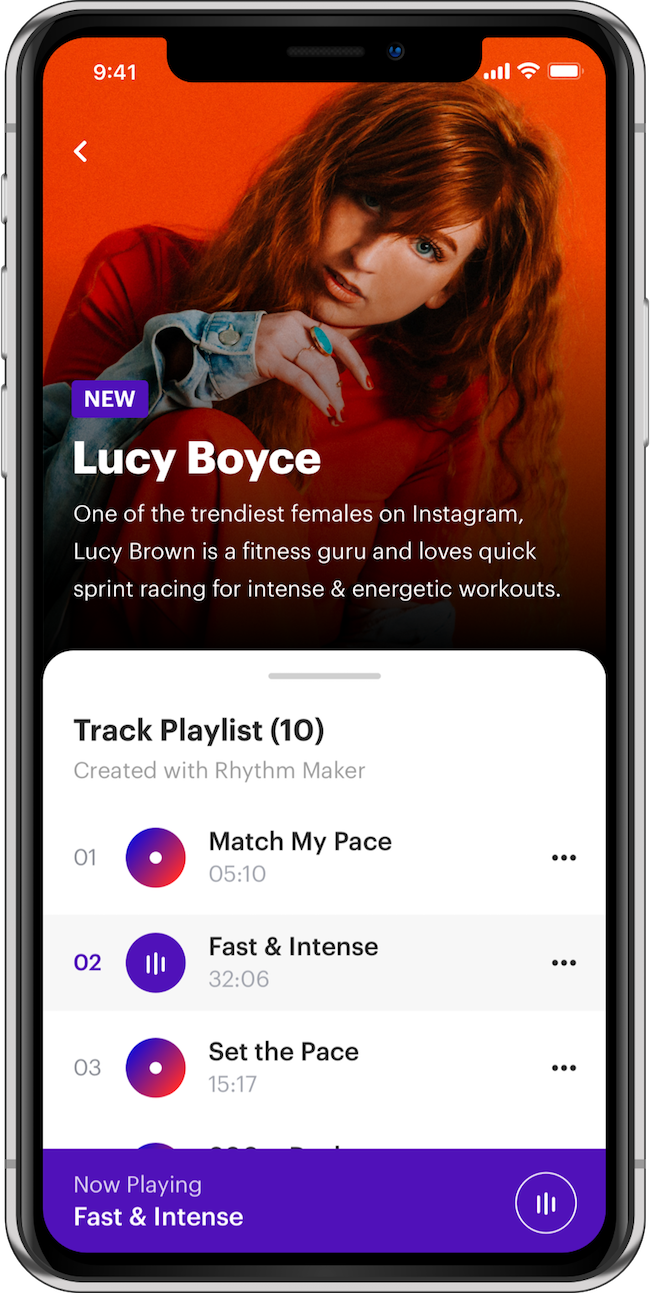 9:41
NEW
Lucy Boyce
One of the trendiest females on Instagram,
Lucy Brown is a fitness guru and loves quick
sprint racing for intense & energetic workouts.
Track Playlist (10)
Created with Rhythm Maker
01
Match My Pace
05:10
02
Fast & Intense
32:06
03
Set the Pace
15:17
Now Playing
Fast & Intense